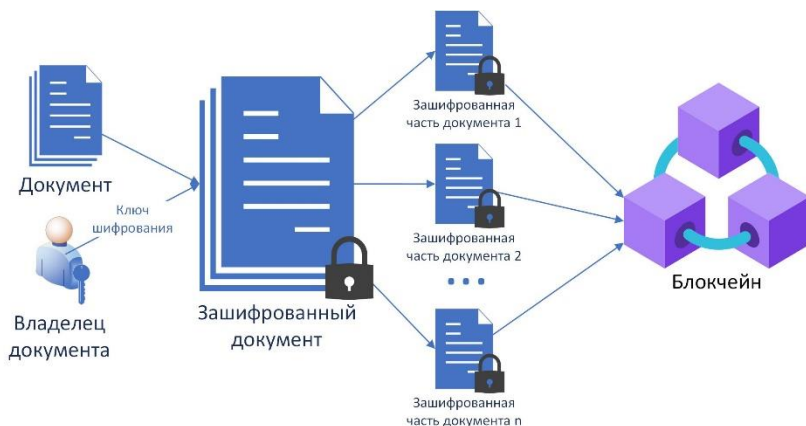 Документ
Ключ
шифрования
Владелец
документа
Зашифрованный
документ
Зашифрованная
часть документа 1
Зашифрованная
часть документа 2
Зашифрованная
часть документа n
Блокчейн